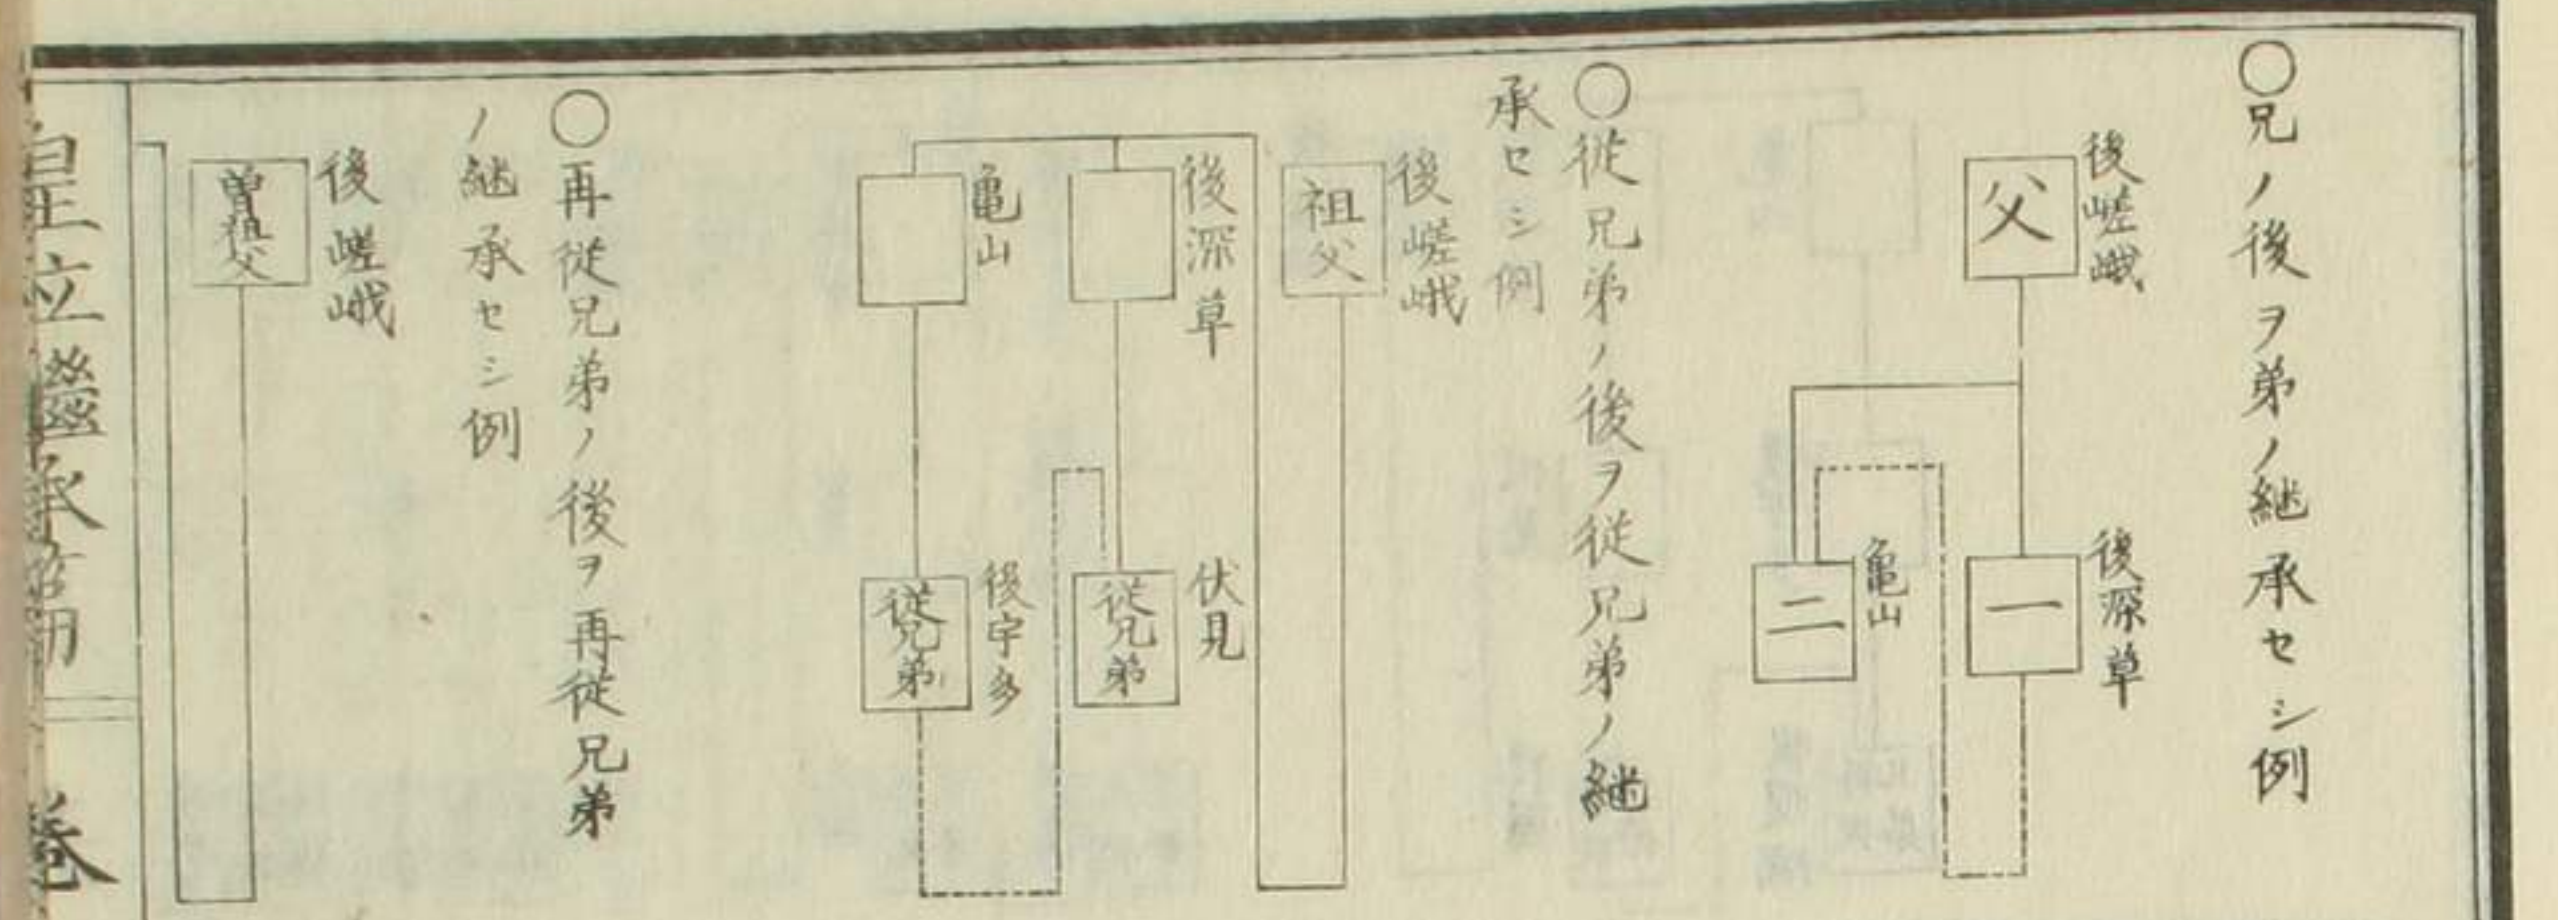 ○兄ノ後ヲ弟ノ継承セシ例
後嵯峨
父
後深草
一
亀山
二
○従兄弟ノ後ヲ従兄弟ノ継
承セシ例
後嵯峨
祖父
後深草
亀山
伏見
従兄弟
後宇多
従兄弟
○再従兄弟ノ後ヲ再従兄弟
ノ継承セシ例
後嵯峨
曽祖父
皇位繼承篇
巻